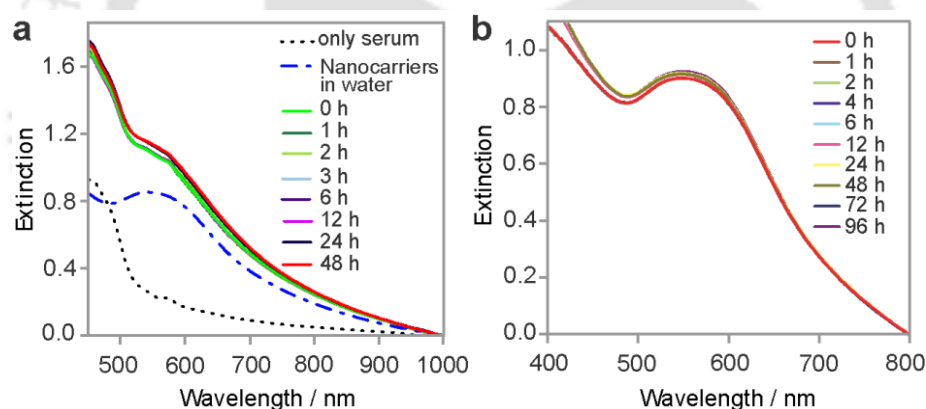 a
only serum
Nanocarriers
in water
0 h
1 h
2 h
3 h
6 h
12 h
24 h
48 h
Extinction
1.6
1.2
0.8
0.4
0.0
500 600 700 800 900 1000
Wavelength / nm
b
0 h
1 h
2 h
4 h
6 h
12 h
24 h
48 h
72 h
96 h
Extinction
1.0
0.8
0.6
0.4
0.2
0.0
400 500 600 700 800
Wavelength / nm